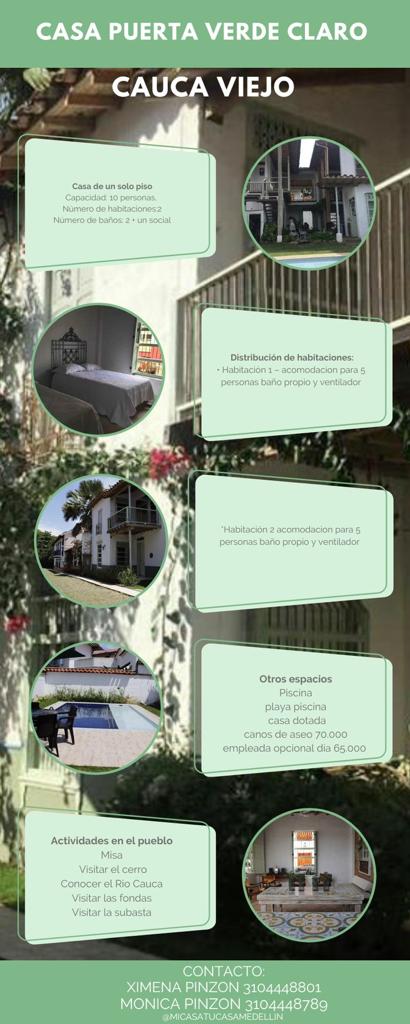 CASA PUERTA VERDE CLARO
CAUCA VIEJO
Casa de un solo piso
Capacidad: 10 personas,
Número de habitaciones:2
Número de baños: 2 + un social
Distribución de habitaciones:
• Habitación 1 – acomodacion para 5
personas baño propio y ventilador
*Habitación 2 acomodacion para 5
personas baño propio y ventilador
Otros espacios
Piscina
playa piscina
casa dotada
canos de aseo 70.000
empleada opcional día 65.000
Actividades en el pueblo
Misa
Visitar el cerro
Conocer el Rio Cauca
Visitar las fondas
Visitar la subasta
CONTACTO:
XIMENA PINZON 3104448801
MONICA PINZON 3104448789
@MICASATUCASAMEDELLIN